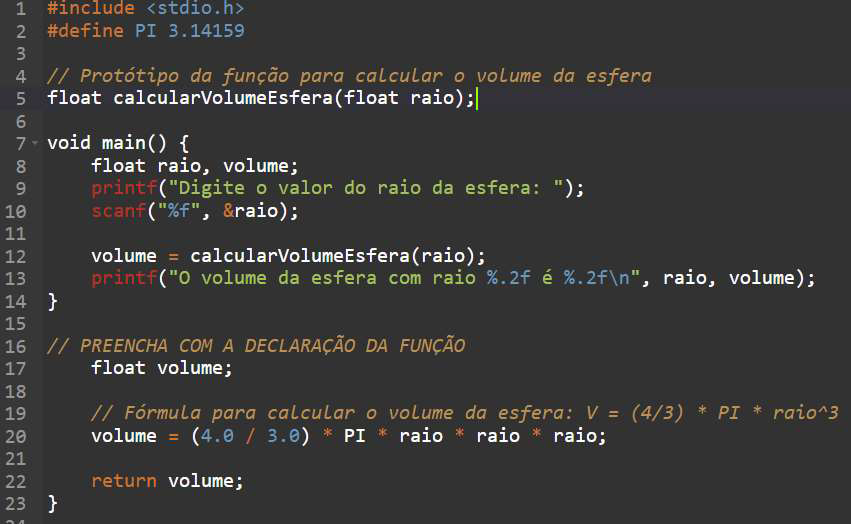 1 #include <stdio.h>
2 #define PI 3.14159
3
4 // Protótipo da função para calcular o volume da esfera
5 float calcularVolumeEsfera(float raio);
6
7 void main() {
8     float raio, volume;
9     printf("Digite o valor do raio da esfera: ");
10     scanf("%f", &raio);
11
12     volume = calcularVolumeEsfera(raio);
13     printf("O volume da esfera com raio %.2f é %.2f\n", raio, volume);
14 }
15
16 // PREENCHA COM A DECLARAÇÃO DA FUNÇÃO
17     float volume;
18
19     // Fórmula para calcular o volume da esfera: V = (4/3) * PI * raio^3
20     volume = (4.0 / 3.0) * PI * raio * raio * raio;
21
22     return volume;
23 }